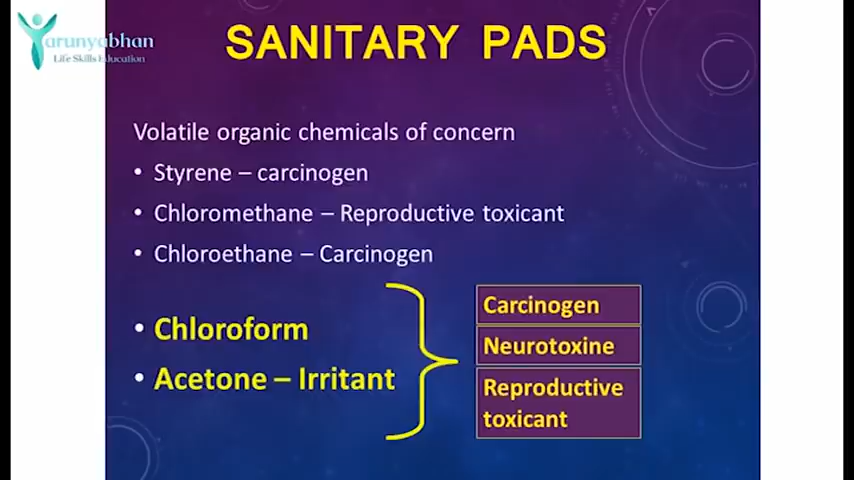 arunyabhan
Life Skills Education
SANITARY PADS
Volatile organic chemicals of concern
• Styrene – carcinogen
• Chloromethane – Reproductive toxicant
• Chloroethane – Carcinogen
• Chloroform
• Acetone – Irritant
Carcinogen
Neurotoxine
Reproductive
toxicant